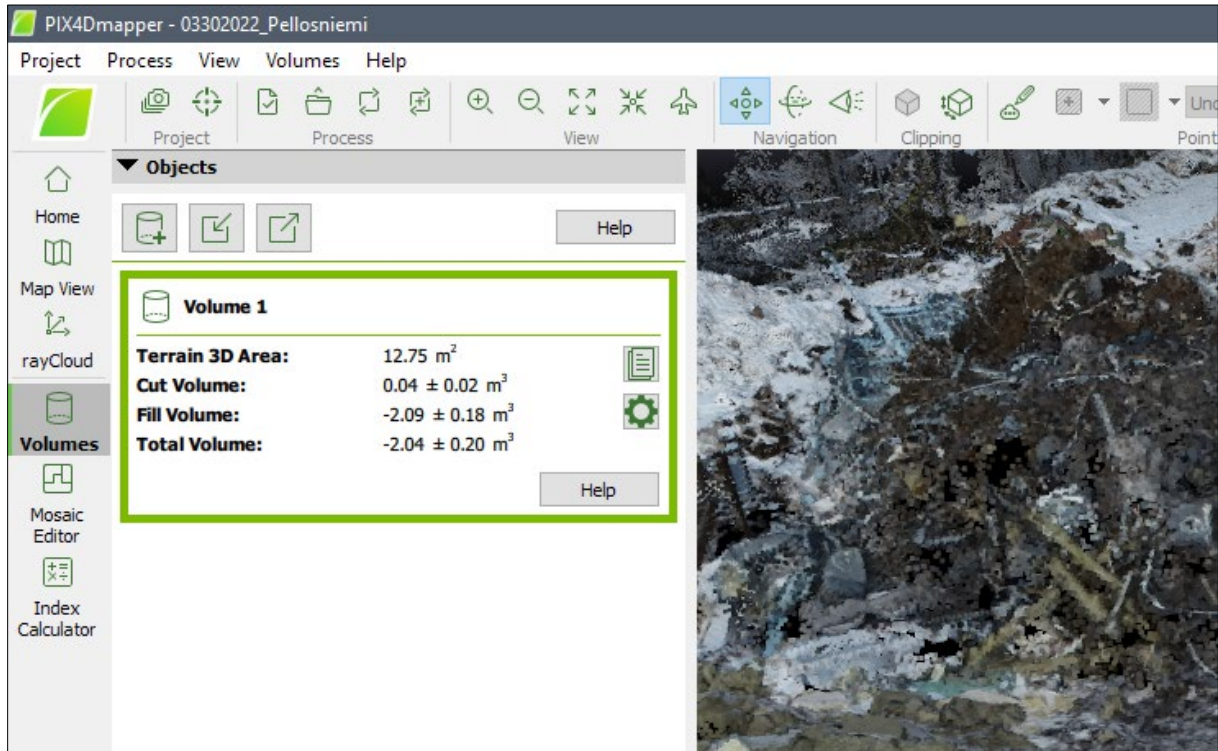 PIX4Dmapper - 03302022_Pellosniemi
Project Process View Volumes Help
Project Process View Navigation Clipping Point
Objects
Help
Home
Map View
rayCloud
Volumes
Mosaic
Editor
Index
Calculator
Volume 1
Terrain 3D Area: 12.75 m²
Cut Volume: 0.04 ± 0.02 m³
Fill Volume: -2.09 ± 0.18 m³
Total Volume: -2.04 ± 0.20 m³
Help